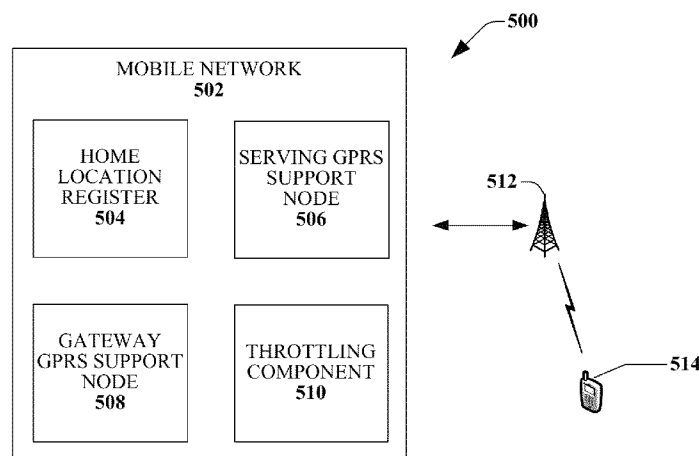 500
MOBILE NETWORK
502
HOME
LOCATION
REGISTER
504
SERVING GPRS
SUPPORT
NODE
506
512
GATEWAY
GPRS SUPPORT
NODE
508
THROTTLING
COMPONENT
510
514